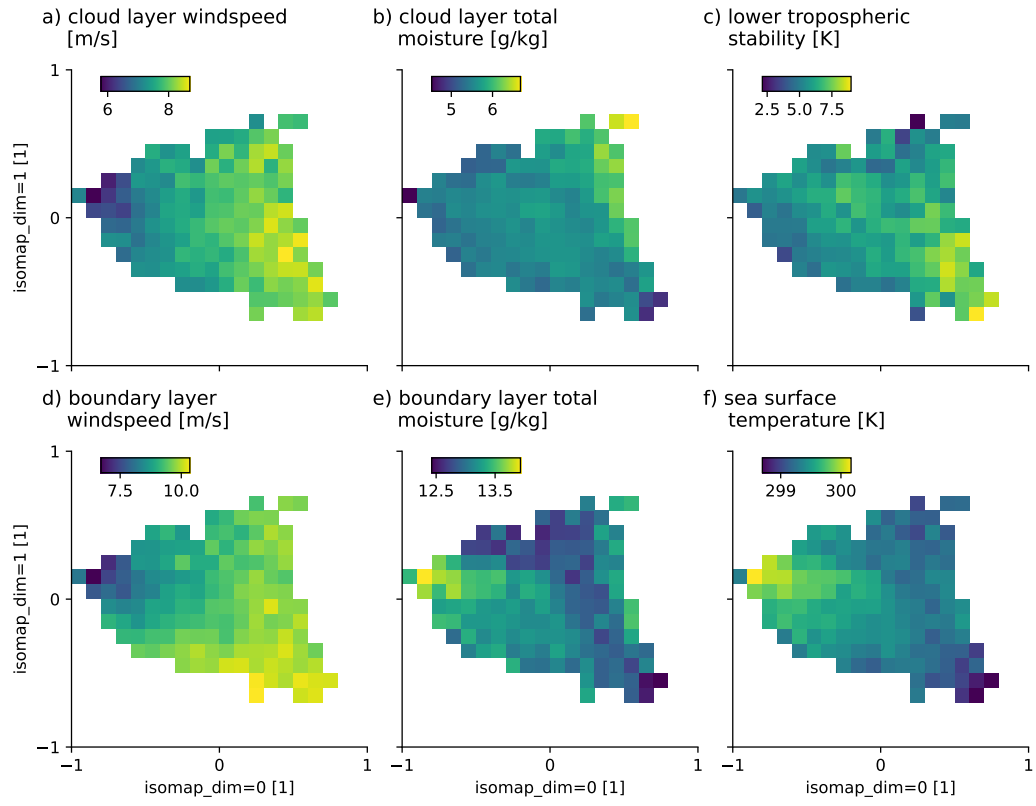 a) cloud layer windspeed
[m/s]
b) cloud layer total
moisture [g/kg]
c) lower tropospheric
stability [K]
6 8
5 6
2.5 5.0 7.5
1
0
−1
isomap_dim=1 [1]
d) boundary layer
windspeed [m/s]
e) boundary layer total
moisture [g/kg]
f) sea surface
temperature [K]
7.5 10.0
12.5 13.5
299 300
1
0
−1
isomap_dim=1 [1]
−1 0 1
−1 0 1
−1 0 1
isomap_dim=0 [1]
isomap_dim=0 [1]
isomap_dim=0 [1]